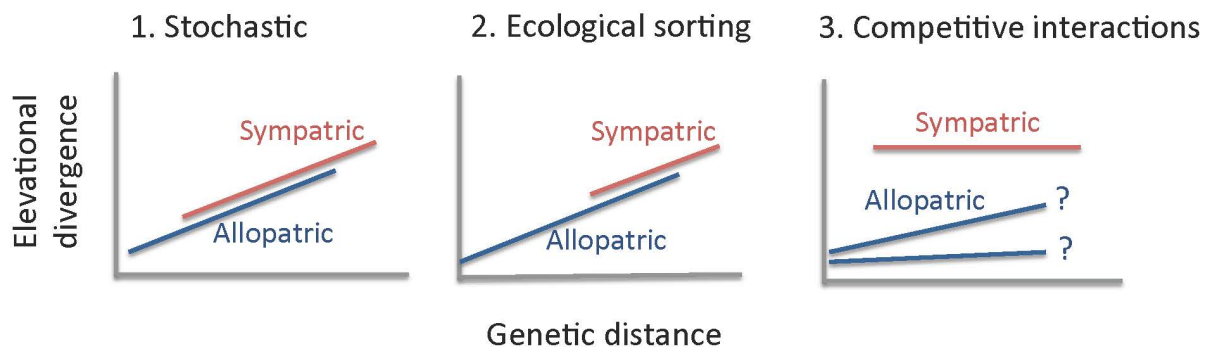 1. Stochastic
2. Ecological sorting
3. Competitive interactions
Elevational
divergence
Sympatric
Allopatric
Sympatric
Allopatric
Sympatric
Allopatric
?
?
Genetic distance